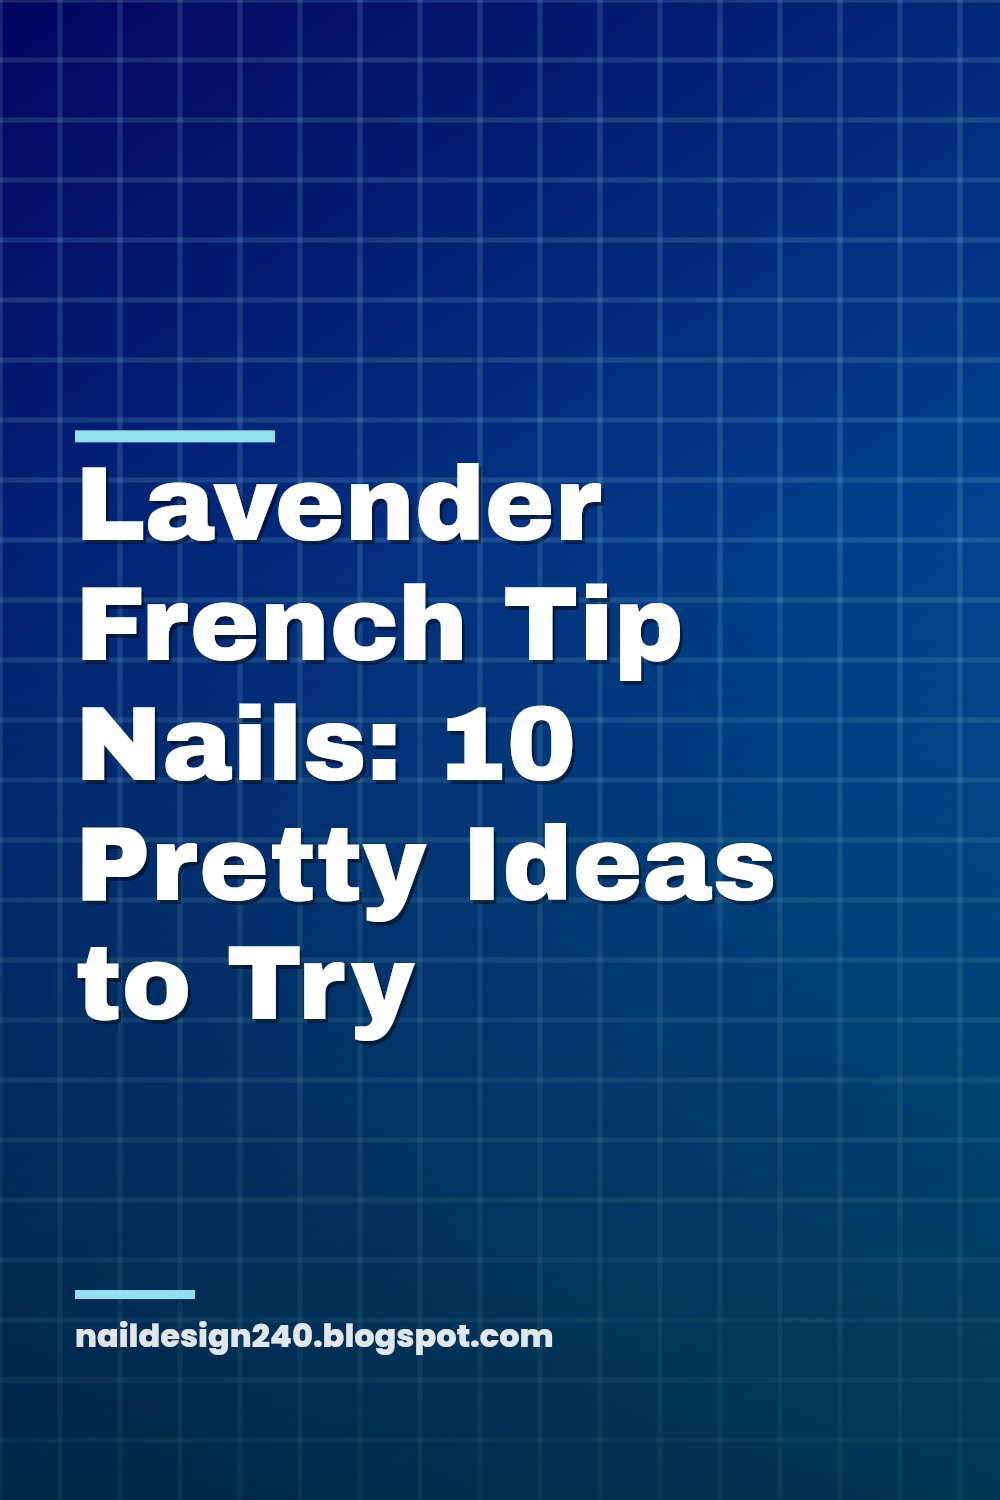 Lavender
French Tip
Nails: 10
Pretty Ideas
to Try
naildesign240.blogspot.com